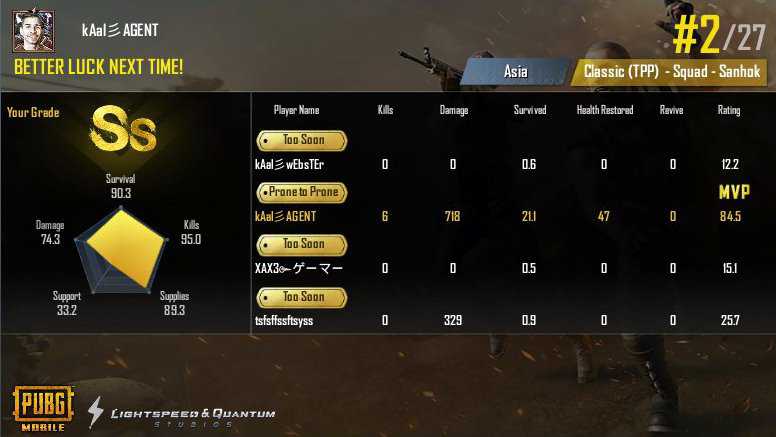 kAal彡AGENT
#2/27
BETTER LUCK NEXT TIME!
Asia
Classic (TPP) - Squad - Sanhok
Your Grade
Ss
Survival
90.3
Damage
74.3
Kills
95.0
Support
33.2
Supplies
89.3
Player Name Kills Damage Survived Health Restored Revive Rating
Too Soon
kAal彡wEbsTEr 0 0 0.6 0 0 12.2
Prone to Prone MVP
kAal彡AGENT 6 718 21.1 47 0 84.5
Too Soon
XAX3๛ゲーマー 0 0 0.5 0 0 15.1
Too Soon
tsfsffssftsyss 0 329 0.9 0 0 25.7
PUBG
MOBILE
LIGHTSPEED & QUANTUM
STUDIOS